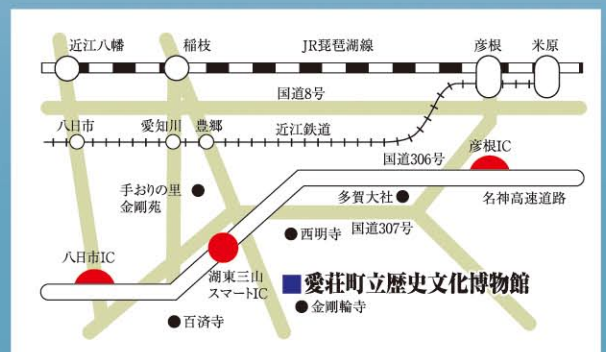 近江八幡
稲枝
JR琵琶湖線
彦根
米原
国道8号
八日市
愛知川
豊郷
近江鉄道
彦根IC
国道306号
手おりの里
金剛苑
多賀大社
名神高速道路
国道307号
西明寺
八日市IC
湖東三山
スマートIC
愛荘町立歴史文化博物館
金剛輪寺
百済寺